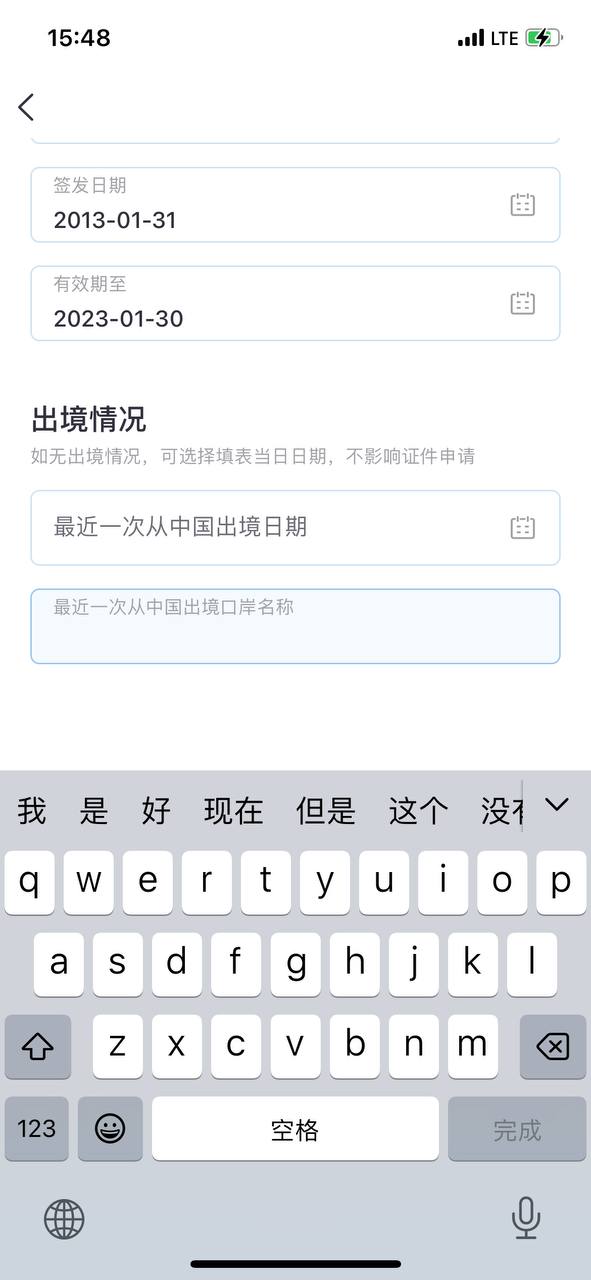 15:48
LTE
签发日期
2013-01-31
有效期至
2023-01-30
出境情况
如无出境情况，可选择填表当日日期，不影响证件申请
最近一次从中国出境日期
最近一次从中国出境口岸名称
我 是 好 现在 但是 这个 没有
q w e r t y u i o p
a s d f g h j k l
z x c v b n m
123 空格 完成